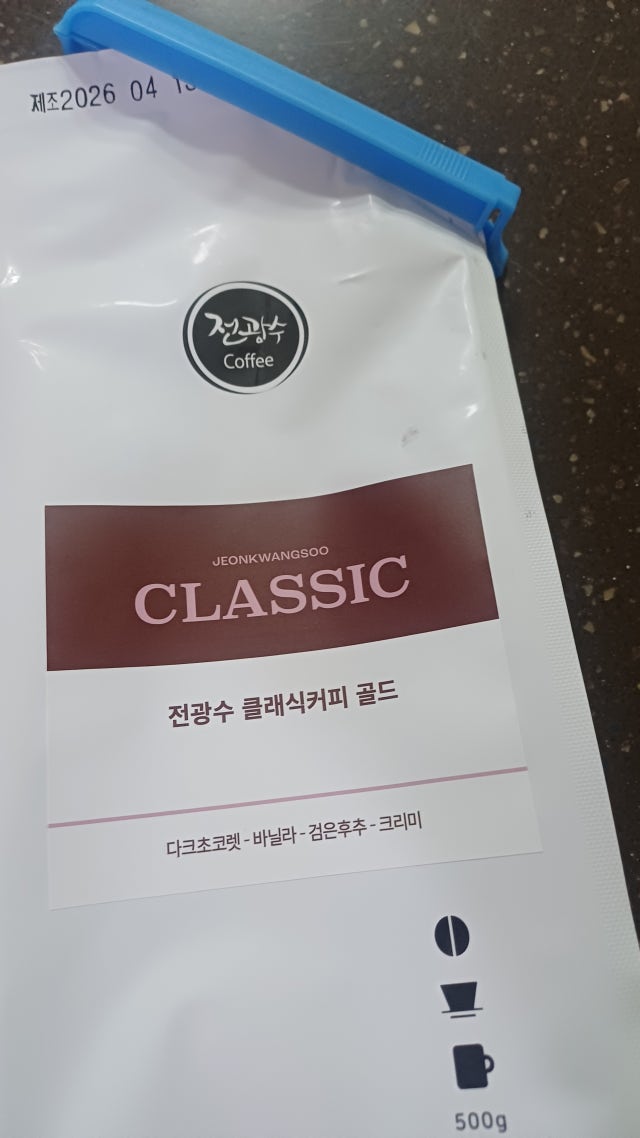 제조2026 04
전광수
Coffee
JEONKWANGSOO
CLASSIC
전광수 클래식커피 골드
다크초코렛 - 바닐라 - 검은후추 - 크리미
500g